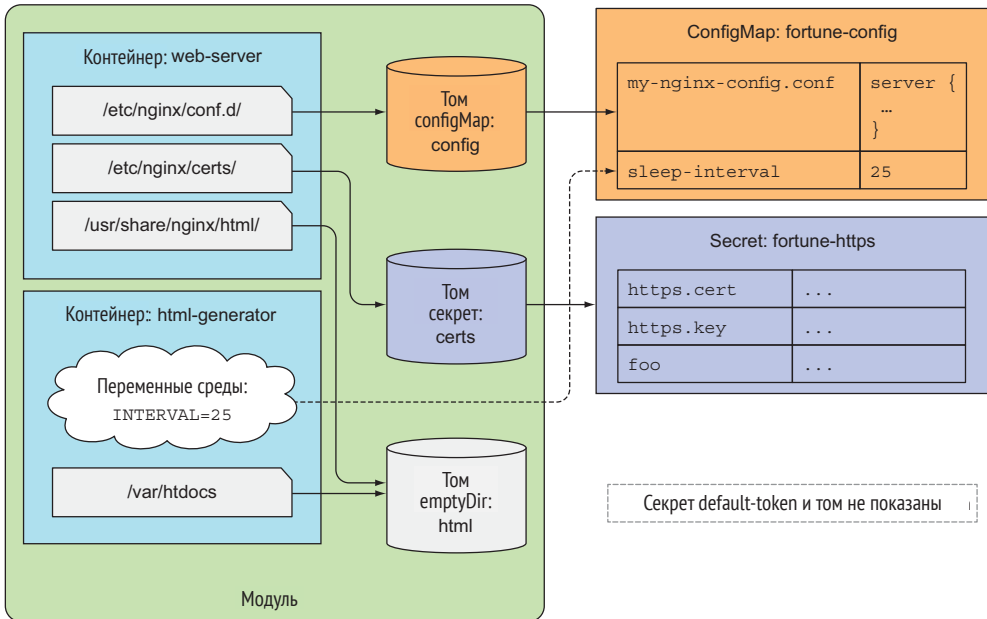 Контейнер: web-server
/etc/nginx/conf.d/
/etc/nginx/certs/
/usr/share/nginx/html/
Контейнер:: html-generator
Переменные среды:
INTERVAL=25
/var/htdocs
Том
configMap:
config
Том
секрет:
certs
Том
emptyDir:
html
Модуль
ConfigMap: fortune-config
my-nginx-config.conf
server {
…
}
sleep-interval
25
Secret: fortune-https
https.cert
...
https.key
...
foo
...
Секрет default-token и том не показаны